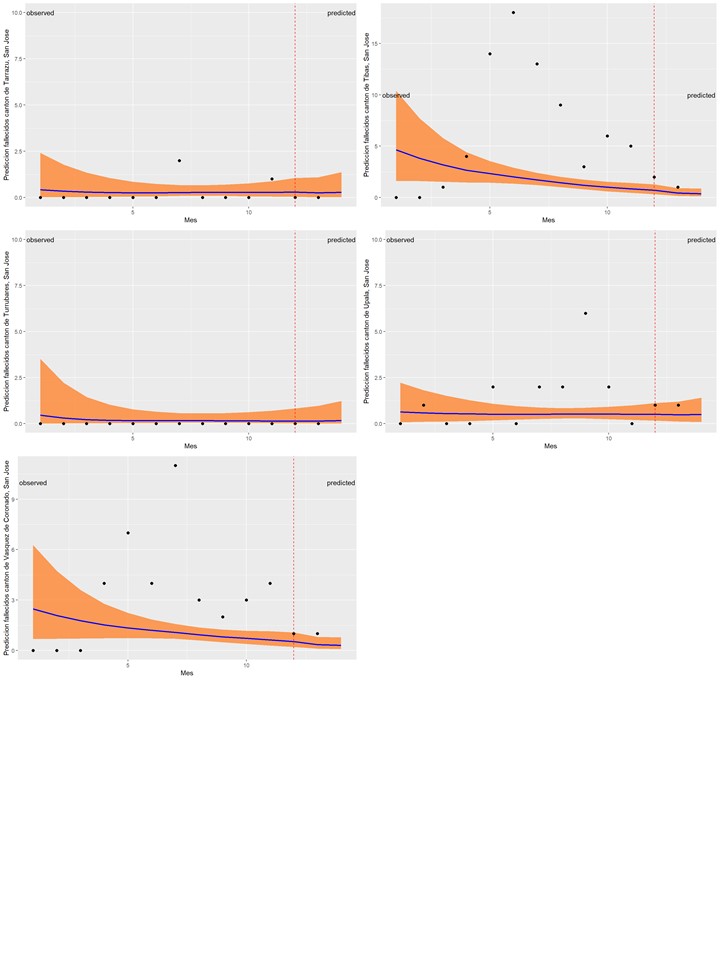 Prediccion fallecidos canton de Tarrazu, San Jose
10.0
7.5
5.0
2.5
0.0
observed
predicted
5
10
Mes
Prediccion fallecidos canton de Tibas, San Jose
15
10
5
0
observed
predicted
5
10
Mes
Prediccion fallecidos canton de Turrubares, San Jose
10.0
7.5
5.0
2.5
0.0
observed
predicted
5
10
Mes
Prediccion fallecidos canton de Upala, San Jose
10.0
7.5
5.0
2.5
0.0
observed
predicted
5
10
Mes
Prediccion fallecidos canton de Vasquez de Coronado, San Jose
9
6
3
0
observed
predicted
5
10
Mes